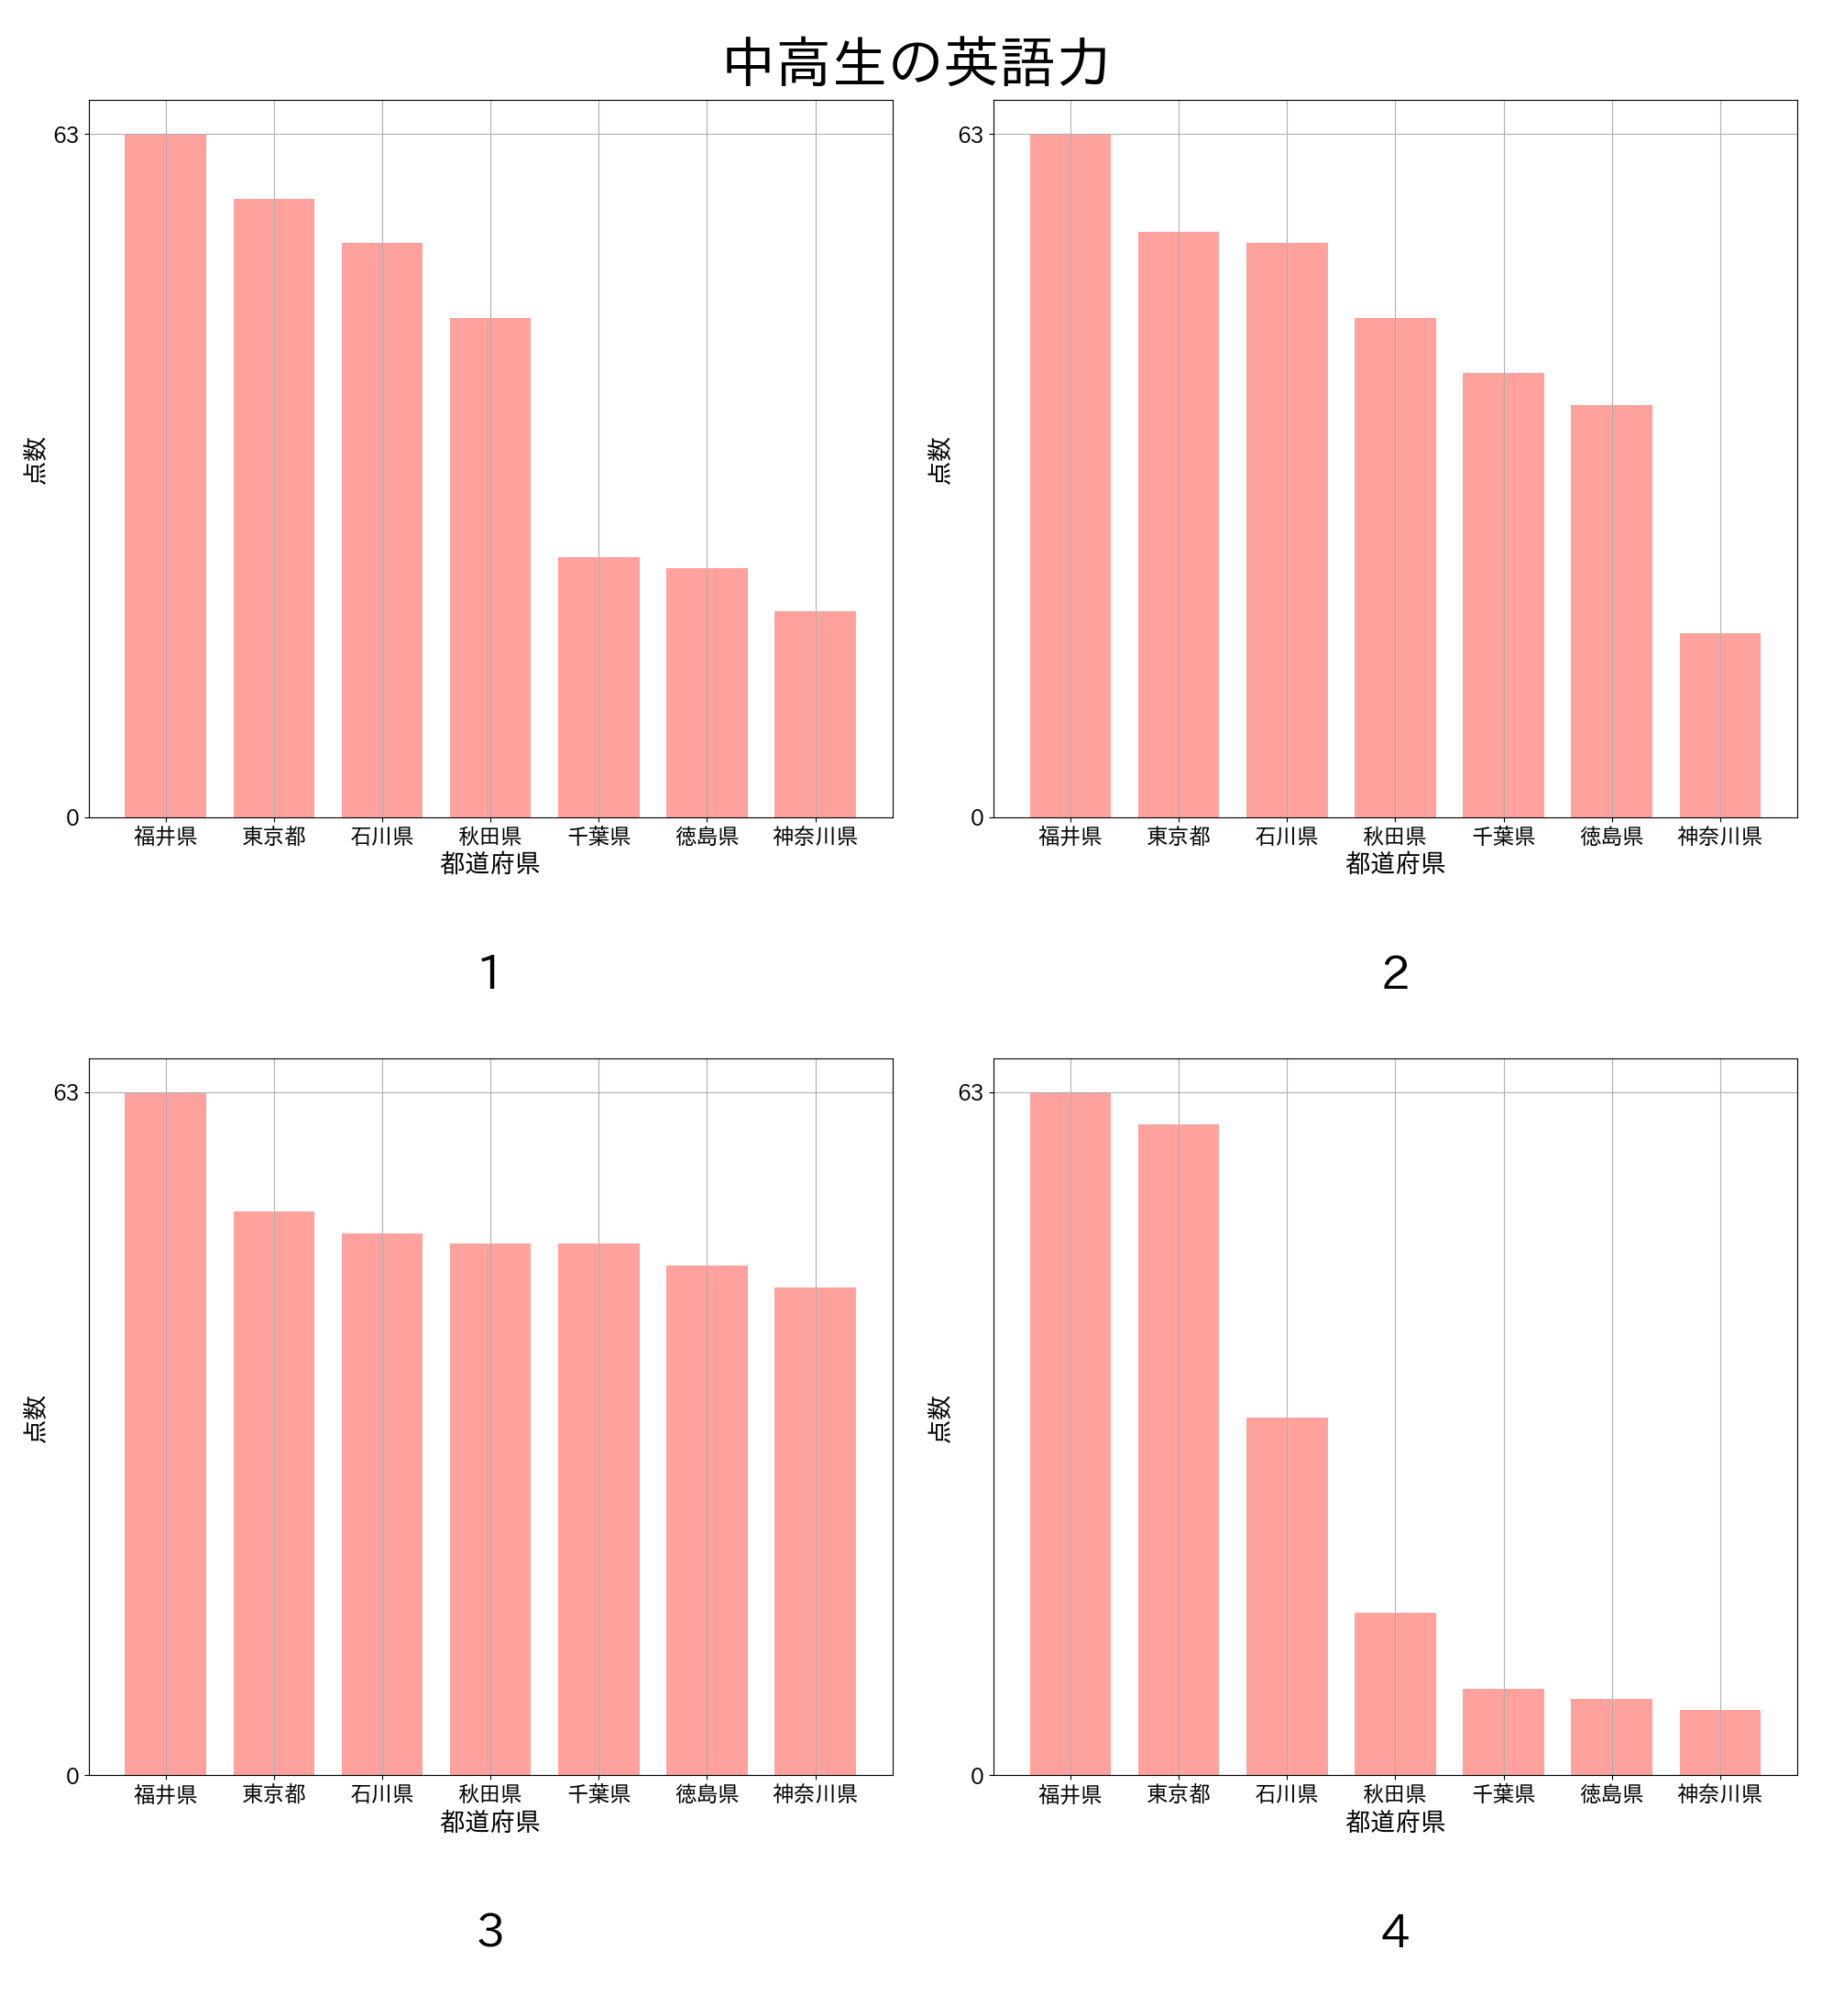 中高生の英語力
63
0
点数
福井県 東京都 石川県 秋田県 千葉県 徳島県 神奈川県
都道府県
1
63
0
点数
福井県 東京都 石川県 秋田県 千葉県 徳島県 神奈川県
都道府県
2
63
0
点数
福井県 東京都 石川県 秋田県 千葉県 徳島県 神奈川県
都道府県
3
63
0
点数
福井県 東京都 石川県 秋田県 千葉県 徳島県 神奈川県
都道府県
4